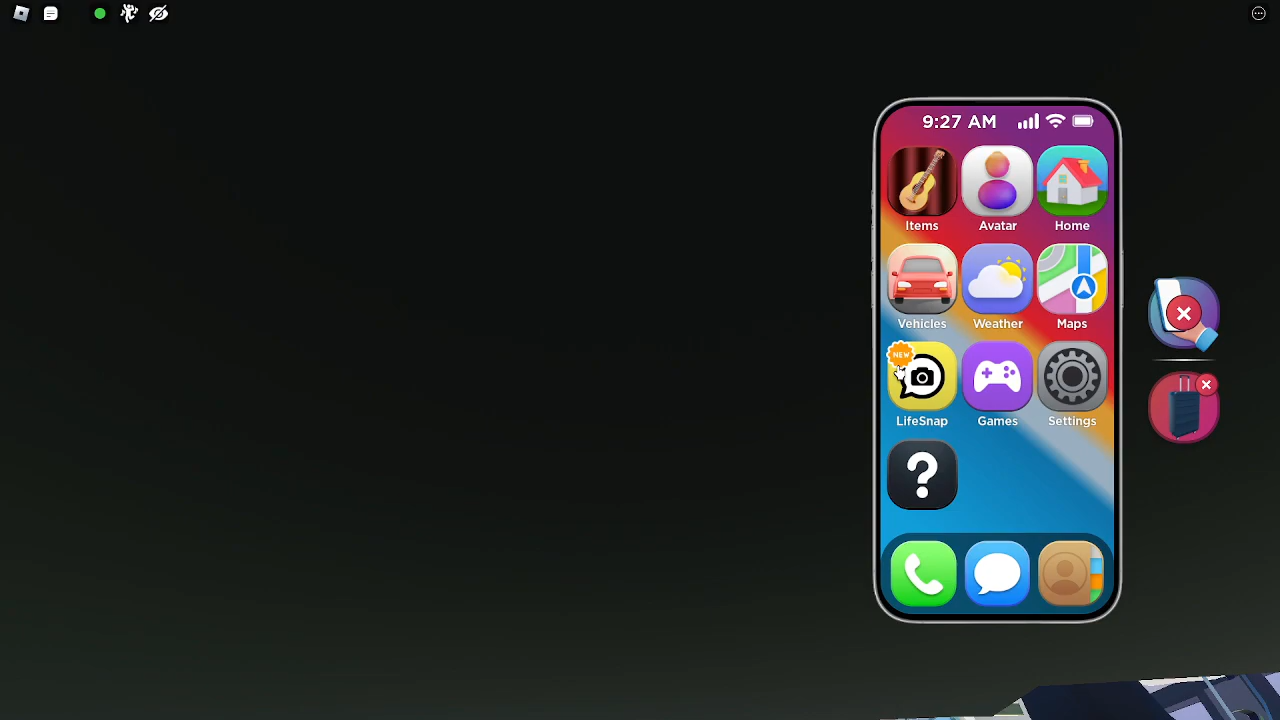 9:27 AM
Items
Avatar
Home
Vehicles
Weather
Maps
NEW
LifeSnap
Games
Settings
?